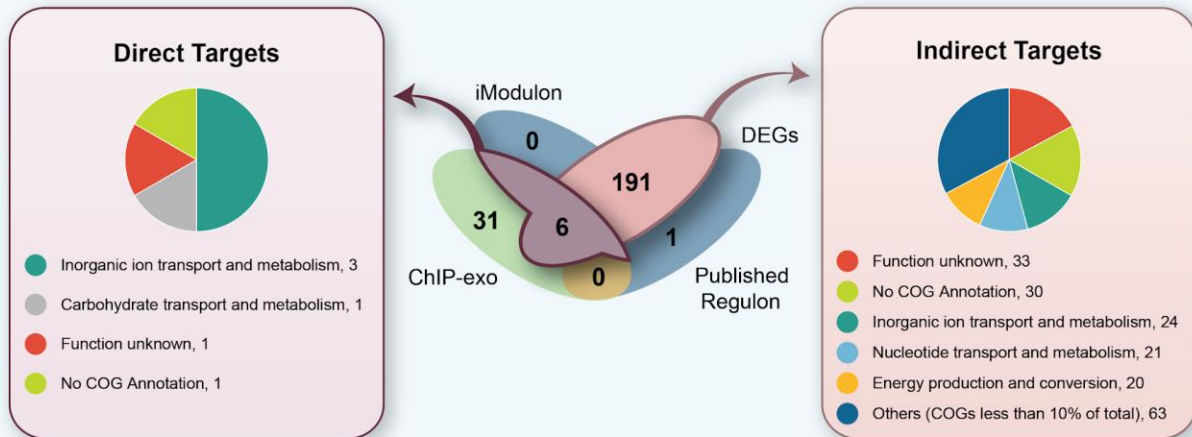 Direct Targets
Inorganic ion transport and metabolism, 3
Carbohydrate transport and metabolism, 1
Function unknown, 1
No COG Annotation, 1
iModulon
0
DEGs
191
31
6
1
ChIP-exo
0
Published
Regulon
Indirect Targets
Function unknown, 33
No COG Annotation, 30
Inorganic ion transport and metabolism, 24
Nucleotide transport and metabolism, 21
Energy production and conversion, 20
Others (COGs less than 10% of total), 63